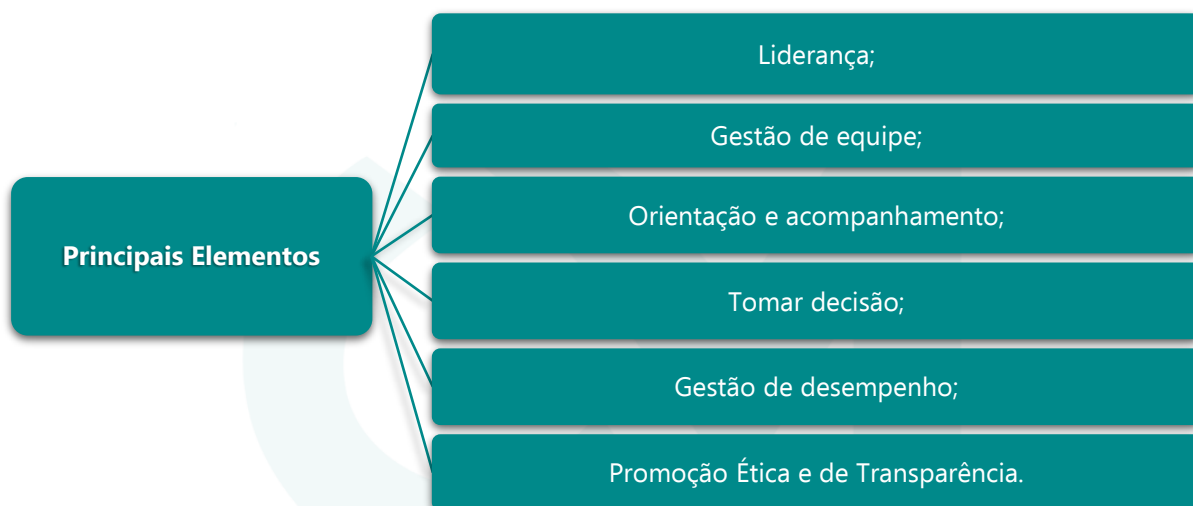 Liderança;
Gestão de equipe;
Orientação e acompanhamento;
Principais Elementos
Tomar decisão;
Gestão de desempenho;
Promoção Ética e de Transparência.